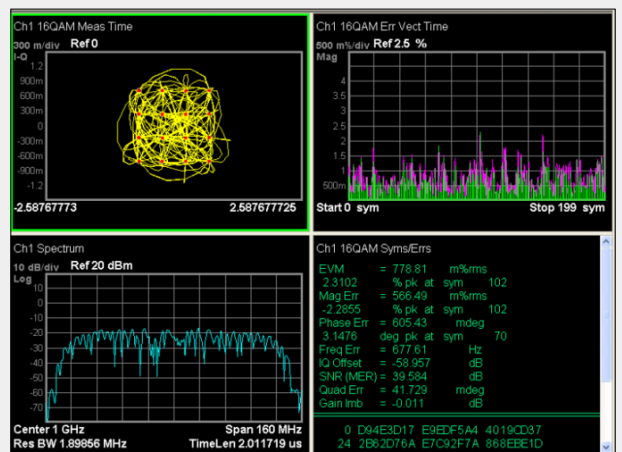 Ch1 16QAM Meas Time
300 m/div Ref 0
I-Q
1.2
900m
600m
300m
0
-300m
-600m
-900m
-1.2
-2.58767773 2.587677725
Ch1 16QAM Err Vect Time
500 m%/div Ref 2.5 %
Mag
4
3.5
3
2.5
2
1.5
1
500m
Start 0 sym Stop 199 sym
Ch1 Spectrum
10 dB/div Ref 20 dBm
Log
10
0
-10
-20
-30
-40
-50
-60
-70
Center 1 GHz Span 160 MHz
Res BW 1.89856 MHz TimeLen 2.011719 us
Ch1 16QAM Syms/Errs
EVM = 778.81 m%rms
2.3102 % pk at sym 102
Mag Err = 566.49 m%rms
-2.2855 % pk at sym 102
Phase Err = 605.43 mdeg
3.1476 deg pk at sym 70
Freq Err = 677.61 Hz
IQ Offset = -58.957 dB
SNR (MER) = 39.584 dB
Quad Err = 41.729 mdeg
Gain Imb = -0.011 dB
0 D94E3D17 E9EDF5A4 4019CD37
24 2B62D76A E7C92F7A 868EBE1D